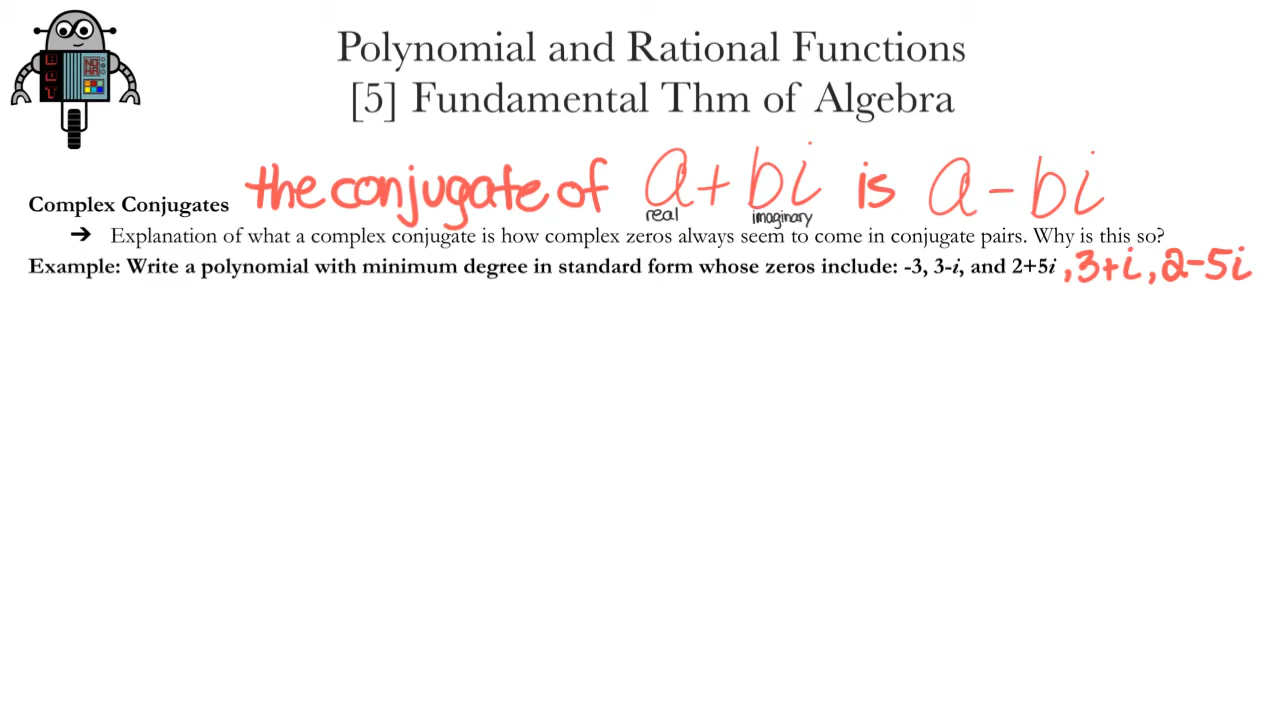 BOT
NO
HA
Polynomial and Rational Functions
[5] Fundamental Thm of Algebra
Complex Conjugates the conjugate of a + bi is a - bi
real imaginary
➔ Explanation of what a complex conjugate is how complex zeros always seem to come in conjugate pairs. Why is this so?
Example: Write a polynomial with minimum degree in standard form whose zeros include: -3, 3-i, and 2+5i , 3+i, 2-5i